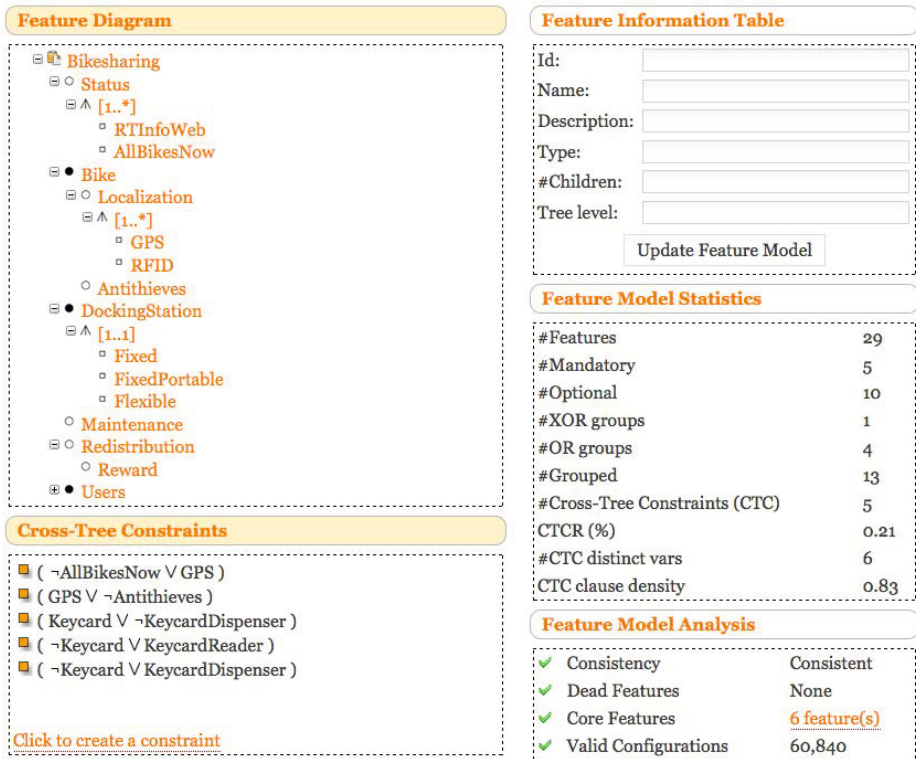 Feature Diagram
Bikesharing
Status
[1..*]
RTInfoWeb
AllBikesNow
Bike
Localization
[1..*]
GPS
RFID
Antithieves
DockingStation
[1..1]
Fixed
FixedPortable
Flexible
Maintenance
Redistribution
Reward
Users
Cross-Tree Constraints
( ¬AllBikesNow ∨ GPS )
( GPS ∨ ¬Antithieves )
( Keycard ∨ ¬KeycardDispenser )
( ¬Keycard ∨ KeycardReader )
( ¬Keycard ∨ KeycardDispenser )
Click to create a constraint
Feature Information Table
Id:
Name:
Description:
Type:
#Children:
Tree level:
Update Feature Model
Feature Model Statistics
#Features 29
#Mandatory 5
#Optional 10
#XOR groups 1
#OR groups 4
#Grouped 13
#Cross-Tree Constraints (CTC) 5
CTCR (%) 0.21
#CTC distinct vars 6
CTC clause density 0.83
Feature Model Analysis
Consistency Consistent
Dead Features None
Core Features 6 feature(s)
Valid Configurations 60,840